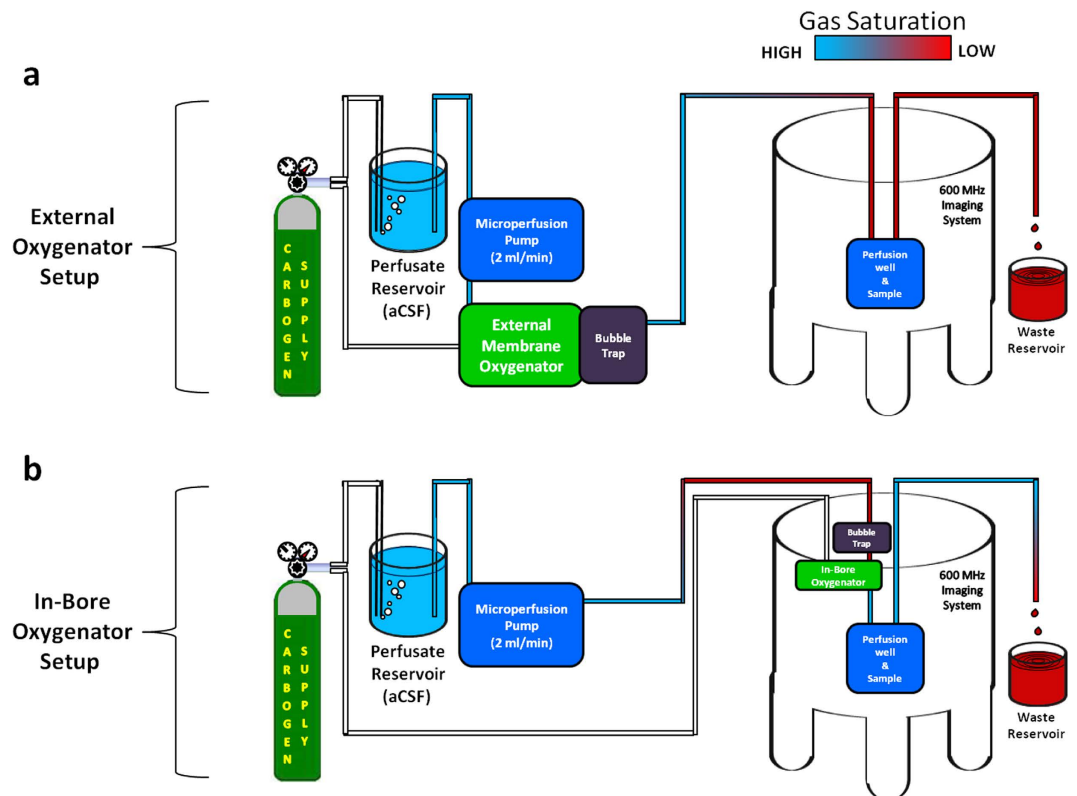 Gas Saturation
HIGH
LOW
a
External
Oxygenator
Setup
CARBOGEN
SUPPLY
Perfusate
Reservoir
(aCSF)
Microperfusion
Pump
(2 ml/min)
External
Membrane
Oxygenator
Bubble
Trap
600 MHz
Imaging
System
Perfusion
well
&
Sample
Waste
Reservoir
b
In-Bore
Oxygenator
Setup
CARBOGEN
SUPPLY
Perfusate
Reservoir
(aCSF)
Microperfusion
Pump
(2 ml/min)
Bubble
Trap
In-Bore
Oxygenator
600 MHz
Imaging
System
Perfusion
well
&
Sample
Waste
Reservoir